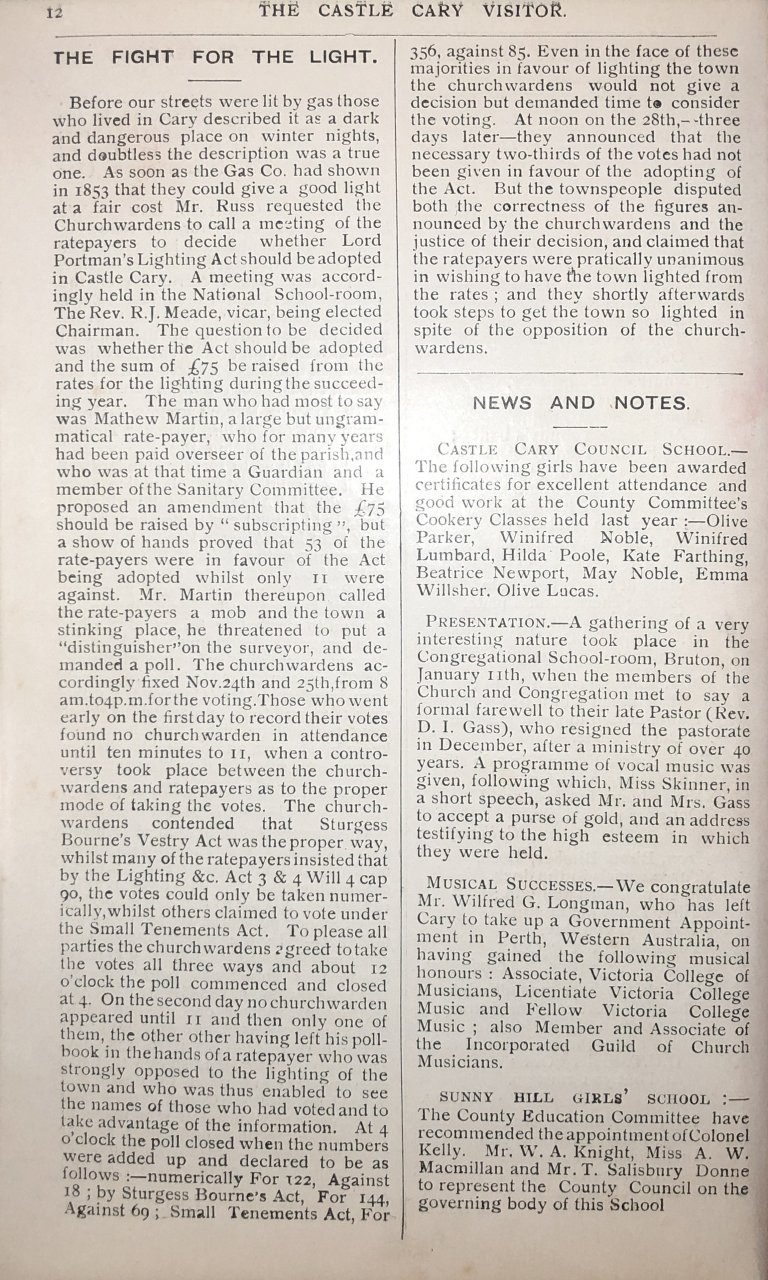 12
THE CASTLE CARY VISITOR.
THE FIGHT FOR THE LIGHT.
Before our streets were lit by gas those
who lived in Cary described it as a dark
and dangerous place on winter nights,
and doubtless the description was a true
one. As soon as the Gas Co. had shown
in 1853 that they could give a good light
at a fair cost Mr. Russ requested the
Churchwardens to call a meeting of the
ratepayers to decide whether Lord
Portman's Lighting Act should be adopted
in Castle Cary. A meeting was accord-
ingly held in the National School-room,
The Rev. R.J. Meade, vicar, being elected
Chairman. The question to be decided
was whether the Act should be adopted
and the sum of £75 be raised from the
rates for the lighting during the succeed-
ing year. The man who had most to say
was Mathew Martin, a large but ungram-
matical rate-payer, who for many years
had been paid overseer of the parish,and
who was at that time a Guardian and a
member of the Sanitary Committee. He
proposed an amendment that the £75
should be raised by " subscripting ", but
a show of hands proved that 53 of the
rate-payers were in favour of the Act
being adopted whilst only 11 were
against. Mr. Martin thereupon called
the rate-payers a mob and the town a
stinking place, he threatened to put a
"distinguisher"on the surveyor, and de-
manded a poll. The churchwardens ac-
cordingly fixed Nov.24th and 25th,from 8
am.to4p.m.for the voting.Those who went
early on the first day to record their votes
found no churchwarden in attendance
until ten minutes to 11, when a contro-
versy took place between the church-
wardens and ratepayers as to the proper
mode of taking the votes. The church-
wardens contended that Sturgess
Bourne's Vestry Act was the proper way,
whilst many of the ratepayers insisted that
by the Lighting &c. Act 3 & 4 Will 4 cap
90, the votes could only be taken numer-
ically,whilst others claimed to vote under
the Small Tenements Act. To please all
parties the churchwardens agreed to take
the votes all three ways and about 12
o'clock the poll commenced and closed
at 4. On the second day no churchwarden
appeared until 11 and then only one of
them, the other other having left his poll-
book in the hands of a ratepayer who was
strongly opposed to the lighting of the
town and who was thus enabled to see
the names of those who had voted and to
take advantage of the information. At 4
o'clock the poll closed when the numbers
were added up and declared to be as
follows :—numerically For 122, Against
18 ; by Sturgess Bourne's Act, For 144,
Against 69 ; Small Tenements Act, For
356, against 85. Even in the face of these
majorities in favour of lighting the town
the churchwardens would not give a
decision but demanded time to consider
the voting. At noon on the 28th,--three
days later—they announced that the
necessary two-thirds of the votes had not
been given in favour of the adopting of
the Act. But the townspeople disputed
both the correctness of the figures an-
nounced by the churchwardens and the
justice of their decision, and claimed that
the ratepayers were pratically unanimous
in wishing to have the town lighted from
the rates ; and they shortly afterwards
took steps to get the town so lighted in
spite of the opposition of the church-
wardens.
NEWS AND NOTES.
CASTLE CARY COUNCIL SCHOOL.—
The following girls have been awarded
certificates for excellent attendance and
good work at the County Committee's
Cookery Classes held last year :—Olive
Parker, Winifred Noble, Winifred
Lumbard, Hilda Poole, Kate Farthing,
Beatrice Newport, May Noble, Emma
Willsher. Olive Lucas.
PRESENTATION.—A gathering of a very
interesting nature took place in the
Congregational School-room, Bruton, on
January 11th, when the members of the
Church and Congregation met to say a
formal farewell to their late Pastor (Rev.
D. I. Gass), who resigned the pastorate
in December, after a ministry of over 40
years. A programme of vocal music was
given, following which, Miss Skinner, in
a short speech, asked Mr. and Mrs. Gass
to accept a purse of gold, and an address
testifying to the high esteem in which
they were held.
MUSICAL SUCCESSES.—We congratulate
Mr. Wilfred G. Longman, who has left
Cary to take up a Government Appoint-
ment in Perth, Western Australia, on
having gained the following musical
honours : Associate, Victoria College of
Musicians, Licentiate Victoria College
Music and Fellow Victoria College
Music ; also Member and Associate of
the Incorporated Guild of Church
Musicians.
SUNNY HILL GIRLS' SCHOOL :—
The County Education Committee have
recommended the appointment of Colonel
Kelly. Mr. W. A. Knight, Miss A. W.
Macmillan and Mr. T. Salisbury Donne
to represent the County Council on the
governing body of this School